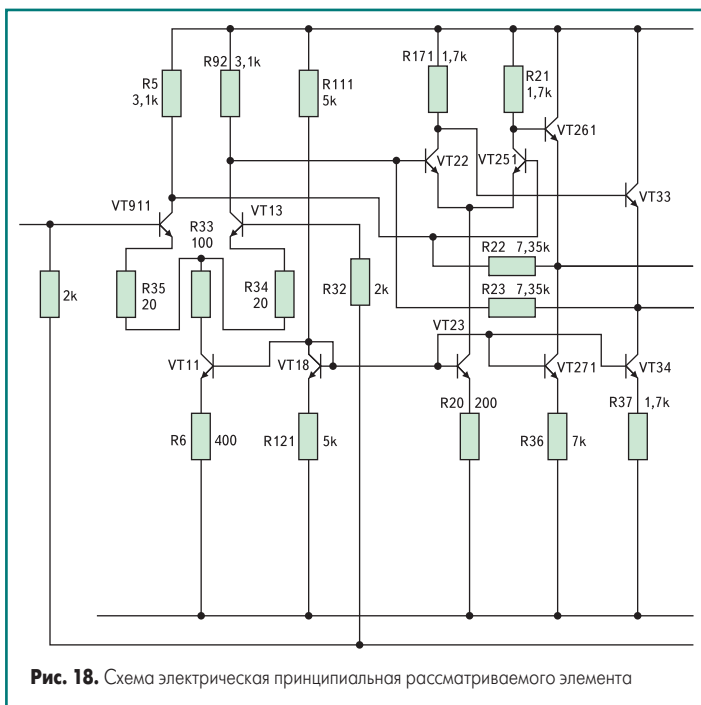 R92 3,1k
R171 1,7k
R5
3,1k
R111
5k
R21
1,7k
VT261
VT22
VT251
VT911
VT13
VT33
R33
100
R22 7,35k
R35
20
R34
20
R32
2k
2k
R23 7,35k
VT23
VT11
VT18
VT271
VT34
R20 200
R37 1,7k
R6
400
R121
5k
R36
7k
Рис. 18. Схема электрическая принципиальная рассматриваемого элемента